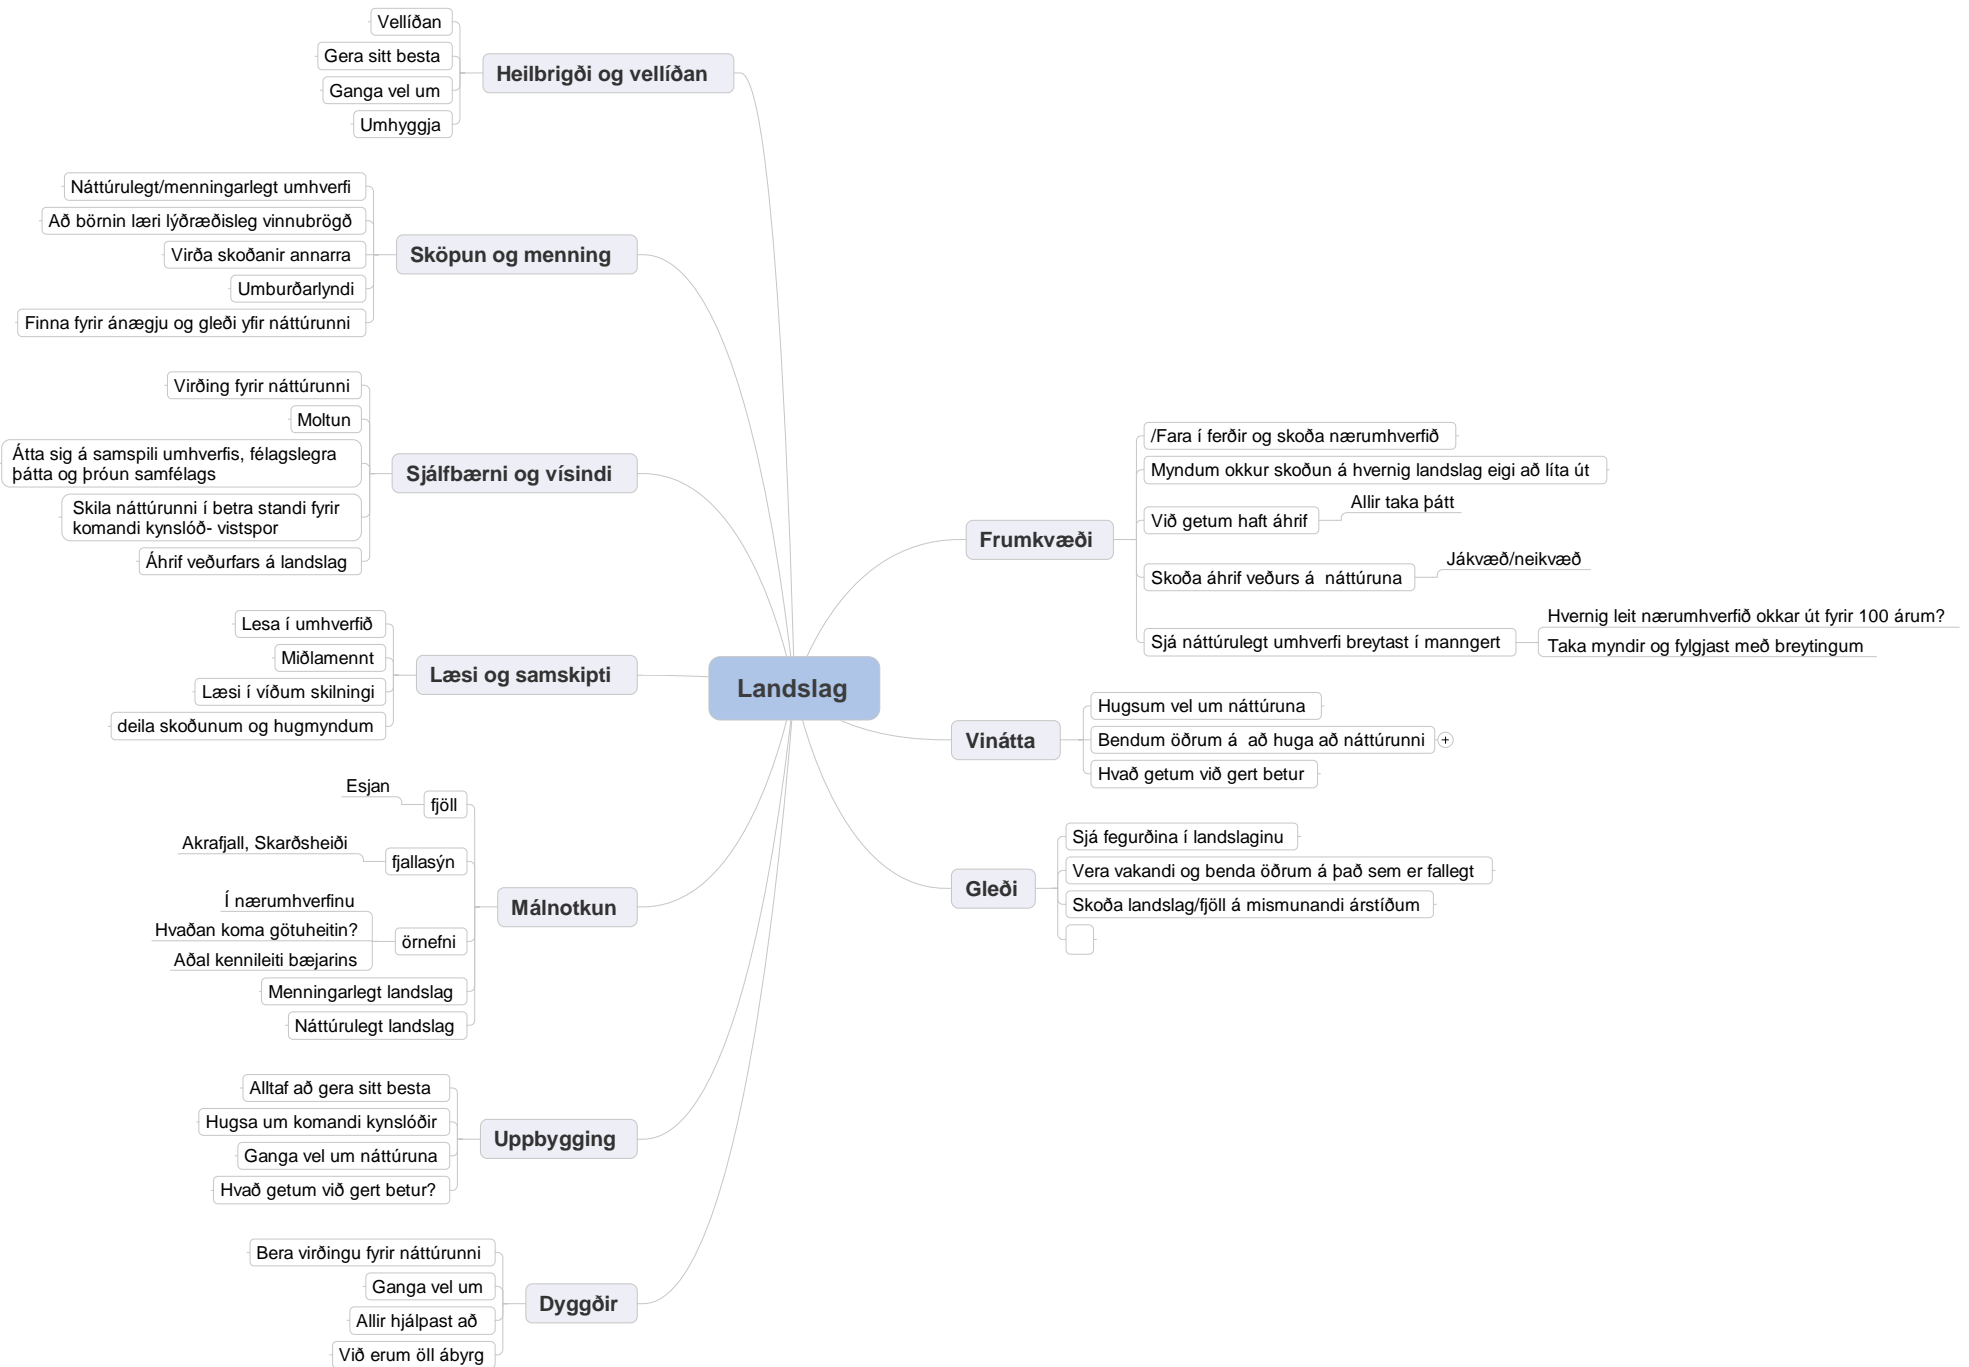 Vellíðan
Gera sitt besta
Ganga vel um
Umhyggja
Heilbrigði og vellíðan
Náttúrulegt/menningarlegt umhverfi
Að börnin læri lýðræðisleg vinnubrögð
Virða skoðanir annarra
Umburðarlyndi
Finna fyrir ánægju og gleði yfir náttúrunni
Sköpun og menning
Virðing fyrir náttúrunni
Moltun
Átta sig á samspili umhverfis, félagslegra
þátta og þróun samfélags
Skila náttúrunni í betra standi fyrir
komandi kynslóð- vistspor
Áhrif veðurfars á landslag
Sjálfbærni og vísindi
Lesa í umhverfið
Miðlamennt
Læsi í víðum skilningi
deila skoðunum og hugmyndum
Læsi og samskipti
Esjan
fjöll
Akrafjall, Skarðsheiði
fjallasýn
Í nærumhverfinu
Hvaðan koma götuheitin?
Aðal kennileiti bæjarins
örnefni
Menningarlegt landslag
Náttúrulegt landslag
Málnotkun
Alltaf að gera sitt besta
Hugsa um komandi kynslóðir
Ganga vel um náttúruna
Hvað getum við gert betur?
Uppbygging
Bera virðingu fyrir náttúrunni
Ganga vel um
Allir hjálpast að
Við erum öll ábyrg
Dyggðir
Landslag
Frumkvæði
/Fara í ferðir og skoða nærumhverfið
Myndum okkur skoðun á hvernig landslag eigi að líta út
Við getum haft áhrif
Allir taka þátt
Skoða áhrif veðurs á  náttúruna
Jákvæð/neikvæð
Sjá náttúrulegt umhverfi breytast í manngert
Hvernig leit nærumhverfið okkar út fyrir 100 árum?
Taka myndir og fylgjast með breytingum
Vinátta
Hugsum vel um náttúruna
Bendum öðrum á  að huga að náttúrunni
Hvað getum við gert betur
Gleði
Sjá fegurðina í landslaginu
Vera vakandi og benda öðrum á það sem er fallegt
Skoða landslag/fjöll á mismunandi árstíðum